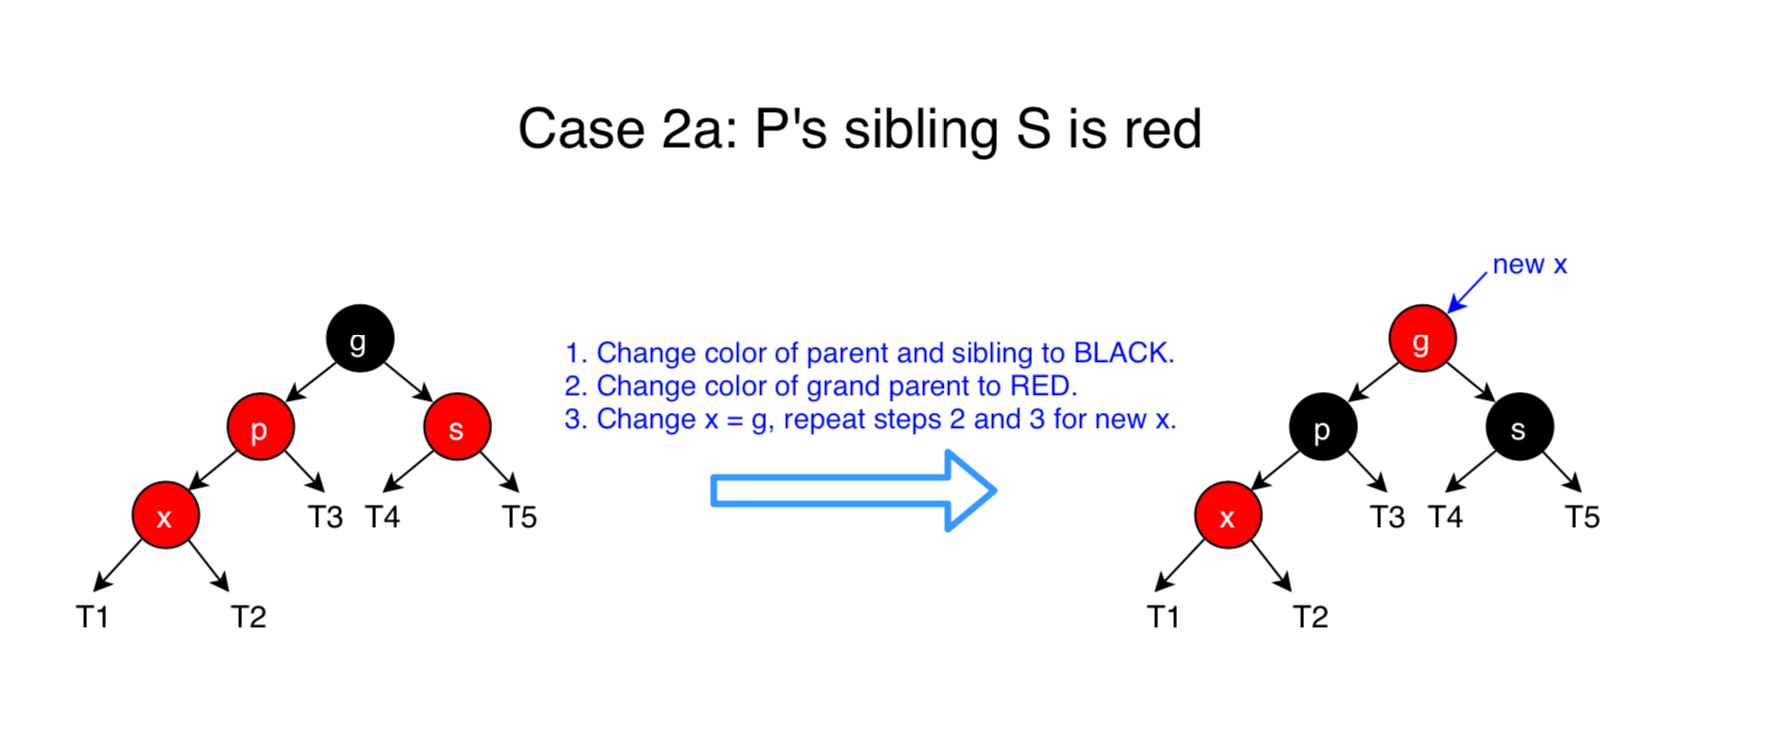 Case 2a: P's sibling S is red
new x
g
g
1. Change color of parent and sibling to BLACK.
2. Change color of grand parent to RED.
3. Change x = g, repeat steps 2 and 3 for new x.
p
s
p
s
x
T3
T4
T5
x
T3
T4
T5
T1
T2
T1
T2